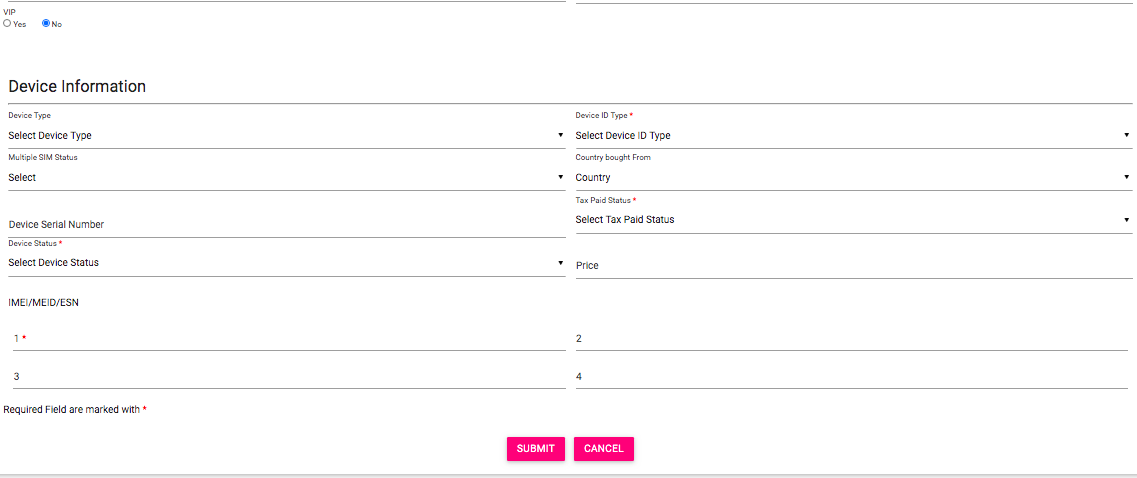 VIP
Yes No
Device Information
Device Type Device ID Type *
Select Device Type Select Device ID Type
Multiple SIM Status Country bought From
Select Country
Tax Paid Status *
Device Serial Number Select Tax Paid Status
Device Status *
Select Device Status Price
IMEI/MEID/ESN
1 * 2
3 4
Required Field are marked with *
SUBMIT CANCEL